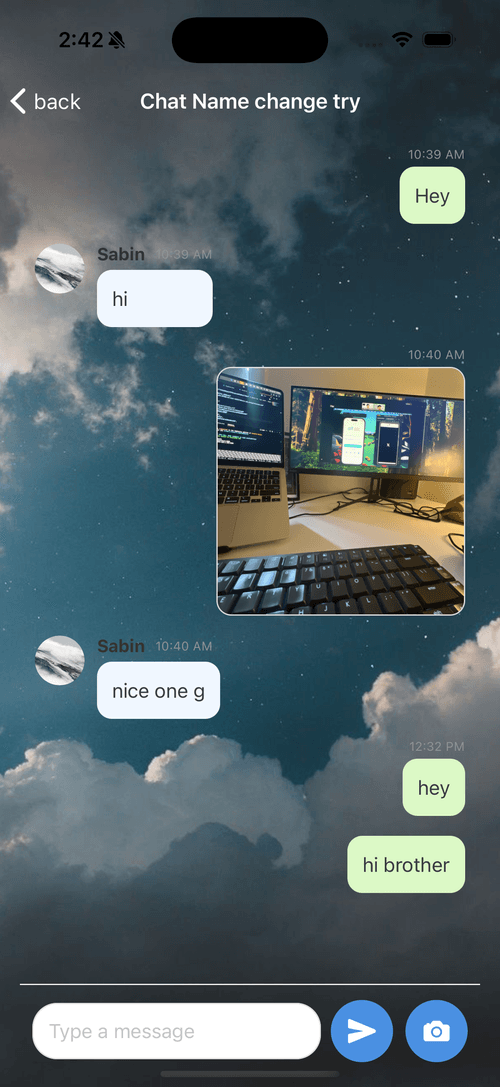 2:42
back
Chat Name change try
10:39 AM
Hey
Sabin 10:39 AM
hi
10:40 AM
Sabin 10:40 AM
nice one g
12:32 PM
hey
hi brother
Type a message